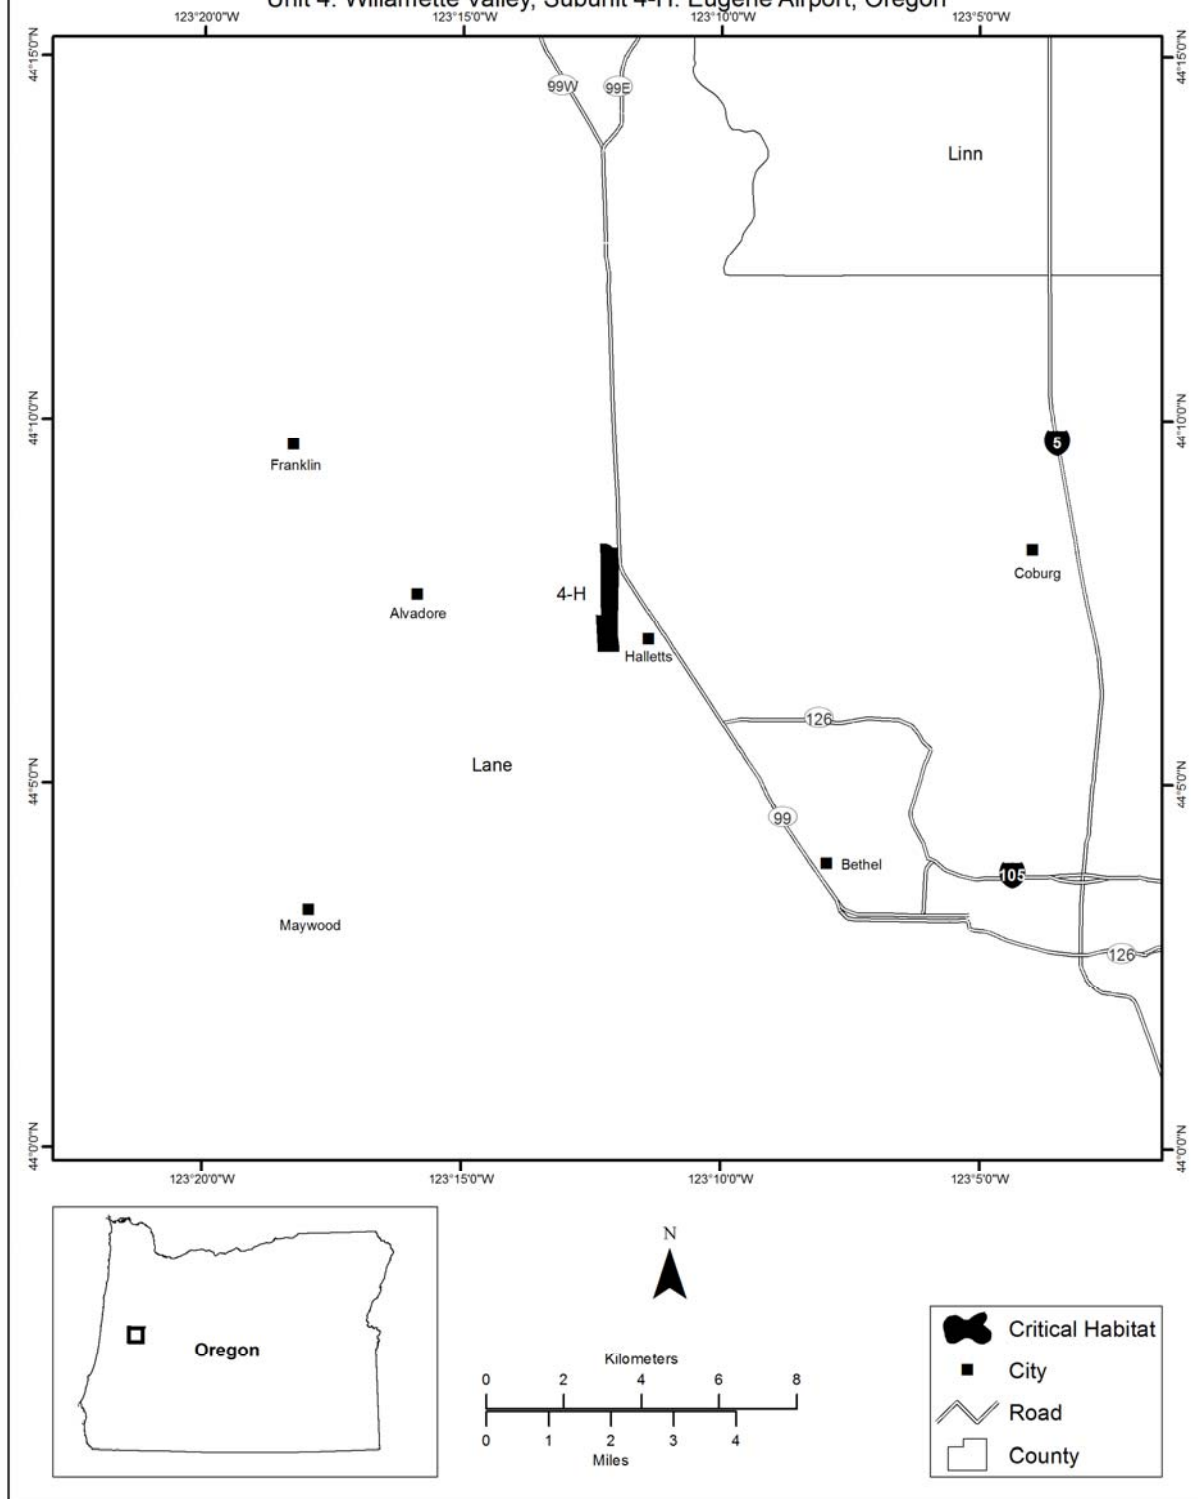 Unit 4: Willamette Valley, Subunit 4-H: Eugene Airport, Oregon
123°20'0"W 123°15'0"W 123°10'0"W 123°5'0"W
44°15'0"N 44°15'0"N
99W 99E
Linn
44°10'0"N 44°10'0"N
5
Franklin
Coburg
4-H
Alvadore
Halletts
126
Lane
44°5'0"N 44°5'0"N
99
Bethel
105
Maywood
126
44°0'0"N 44°0'0"N
123°20'0"W 123°15'0"W 123°10'0"W 123°5'0"W
Oregon
N
Kilometers
0 2 4 6 8
0 1 2 3 4
Miles
Critical Habitat
City
Road
County